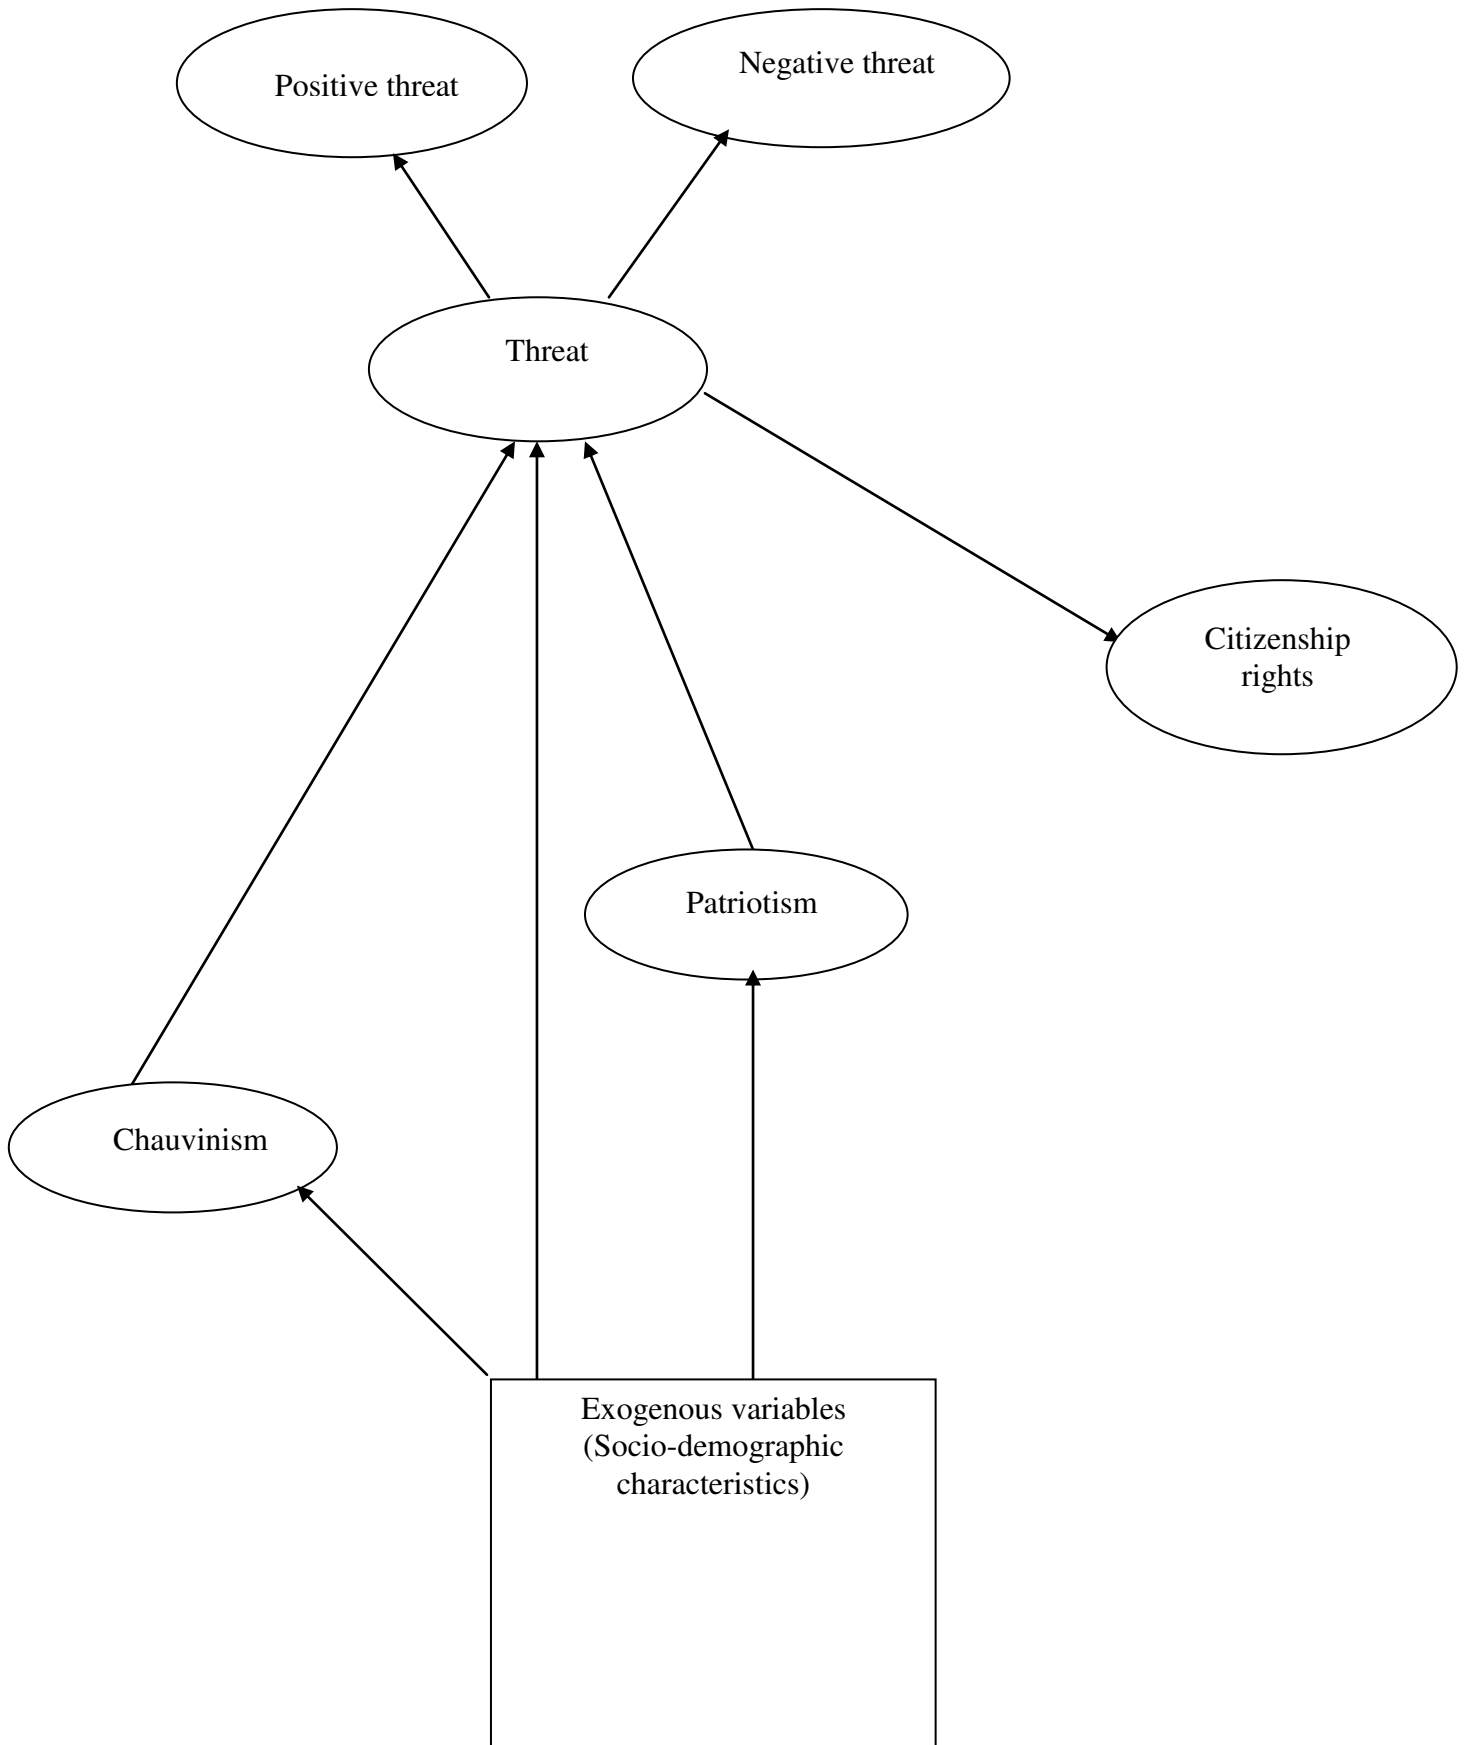 Positive threat
Negative threat
Threat
Citizenship
rights
Patriotism
Chauvinism
Exogenous variables
(Socio-demographic
characteristics)